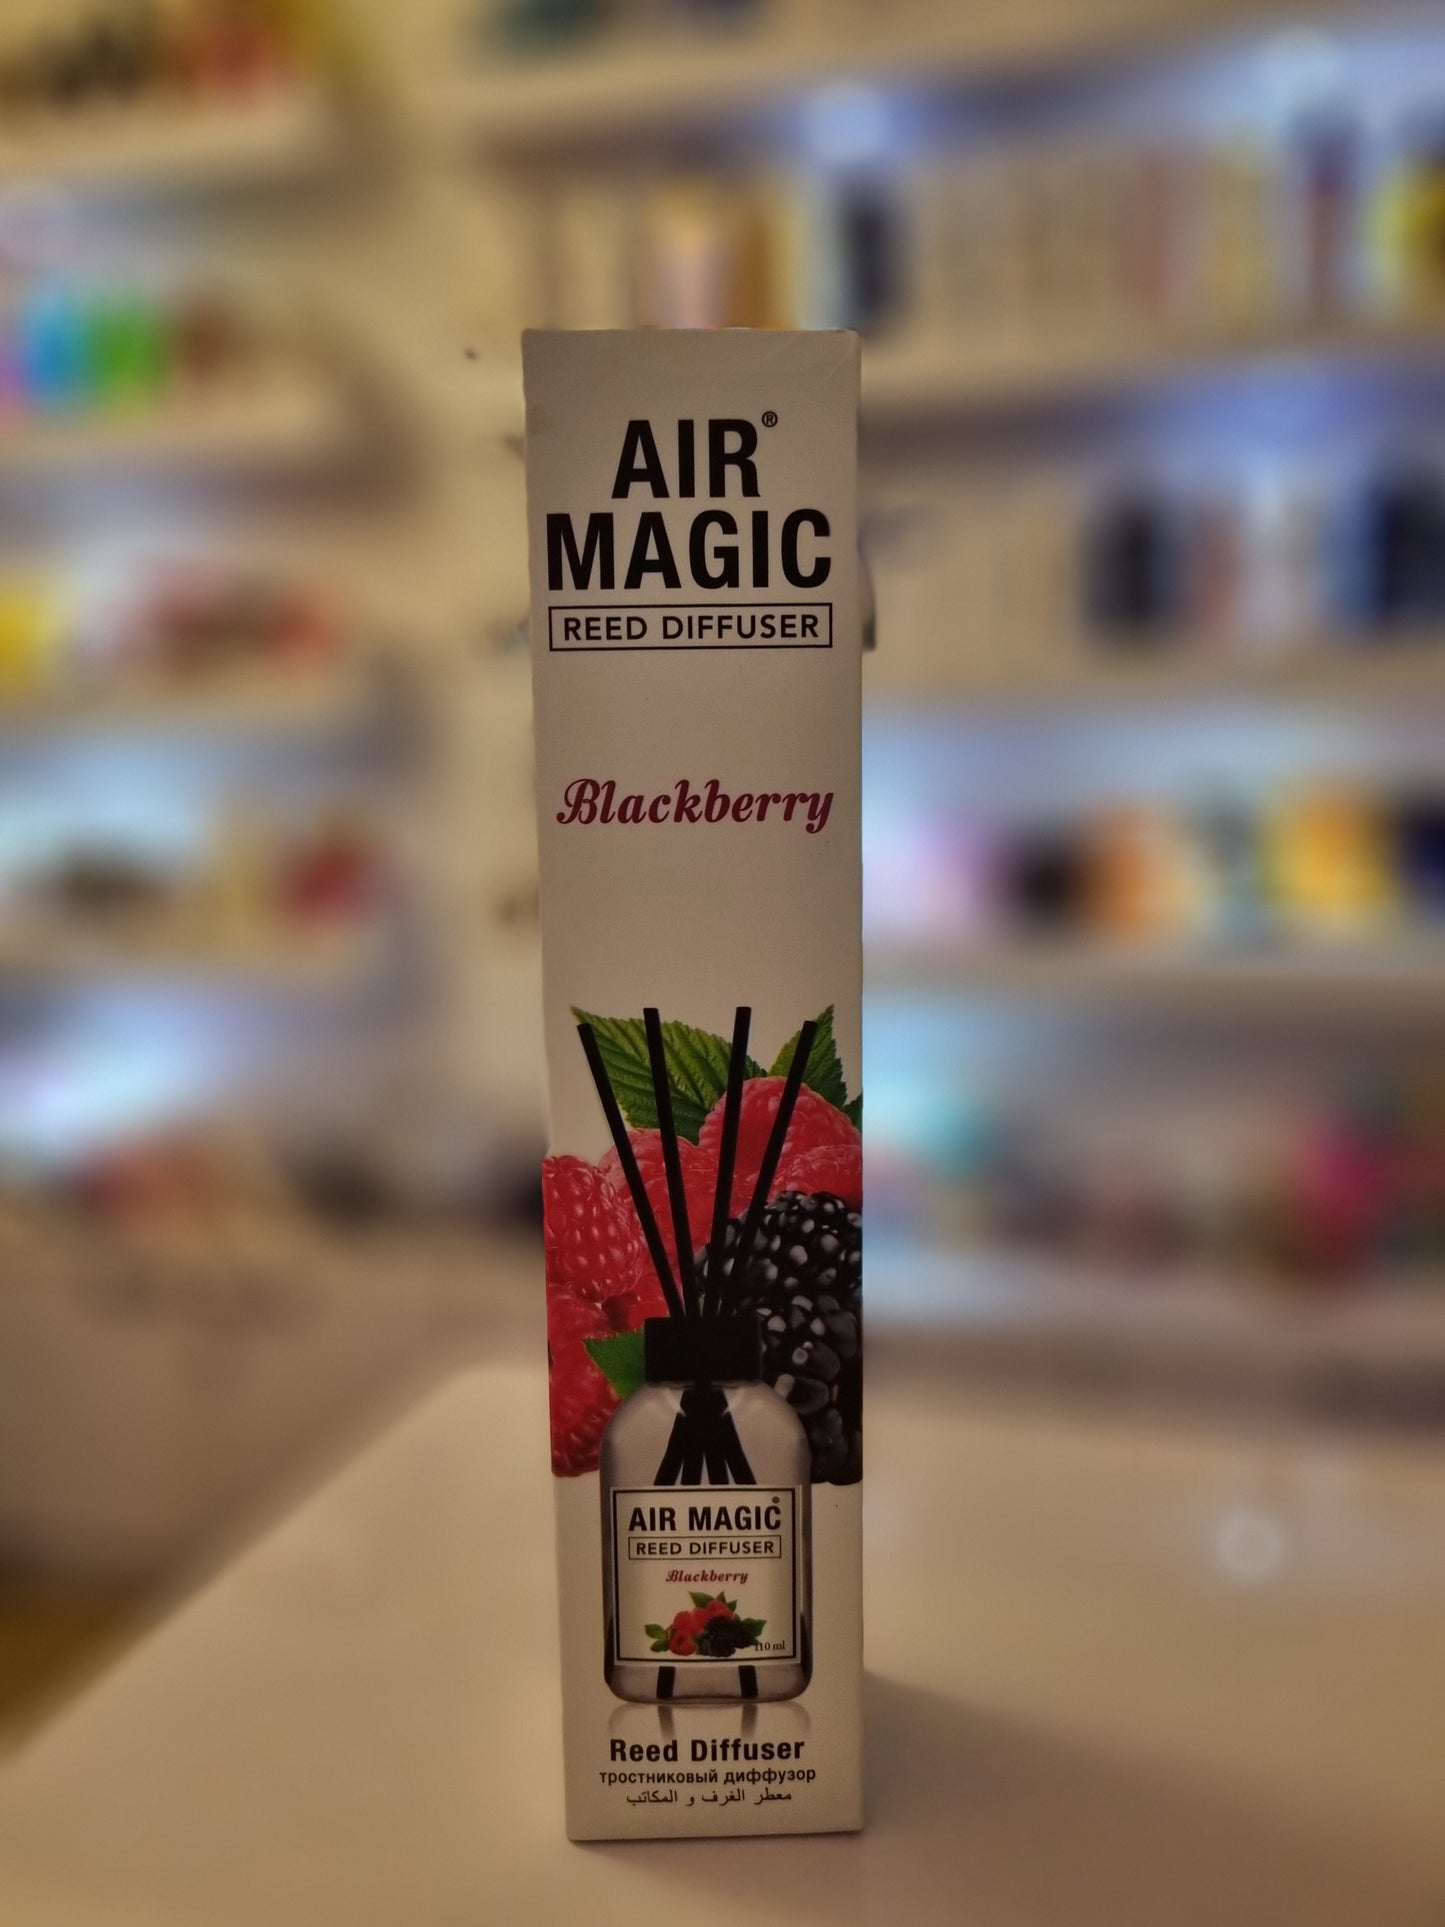 AIR®
MAGIC
REED DIFFUSER
Blackberry
AIR MAGIC®
REED DIFFUSER
Blackberry
110 ml
Reed Diffuser
тростниковый диффузор
معطر الغرف و المكاتب